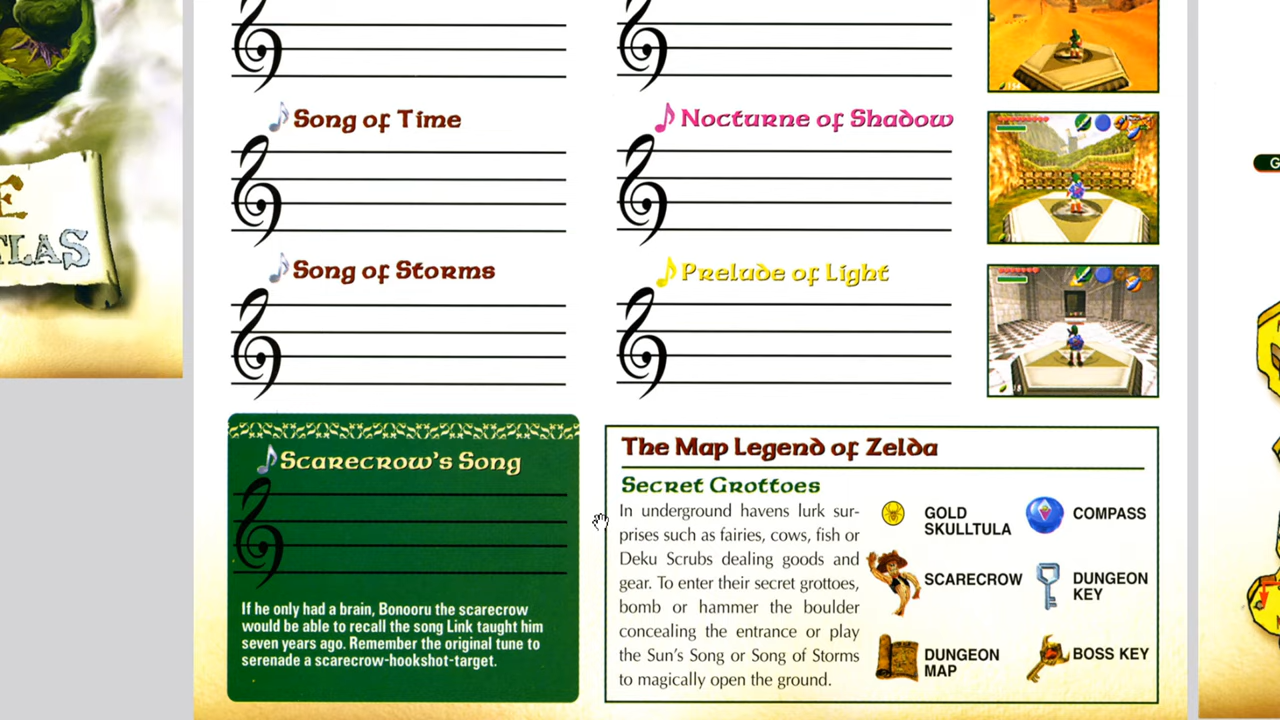 TLAS
Song of Time
Nocturne of Shadow
Song of Storms
Prelude of Light
Scarecrow's Song
If he only had a brain, Bonooru the scarecrow
would be able to recall the song Link taught him
seven years ago. Remember the original tune to
serenade a scarecrow-hookshot-target.
The Map Legend of Zelda
Secret Grottoes
In underground havens lurk sur-
prises such as fairies, cows, fish or
Deku Scrubs dealing goods and
gear. To enter their secret grottoes,
bomb or hammer the boulder
concealing the entrance or play
the Sun's Song or Song of Storms
to magically open the ground.
GOLD
SKULLTULA
COMPASS
SCARECROW
DUNGEON
KEY
DUNGEON
MAP
BOSS KEY